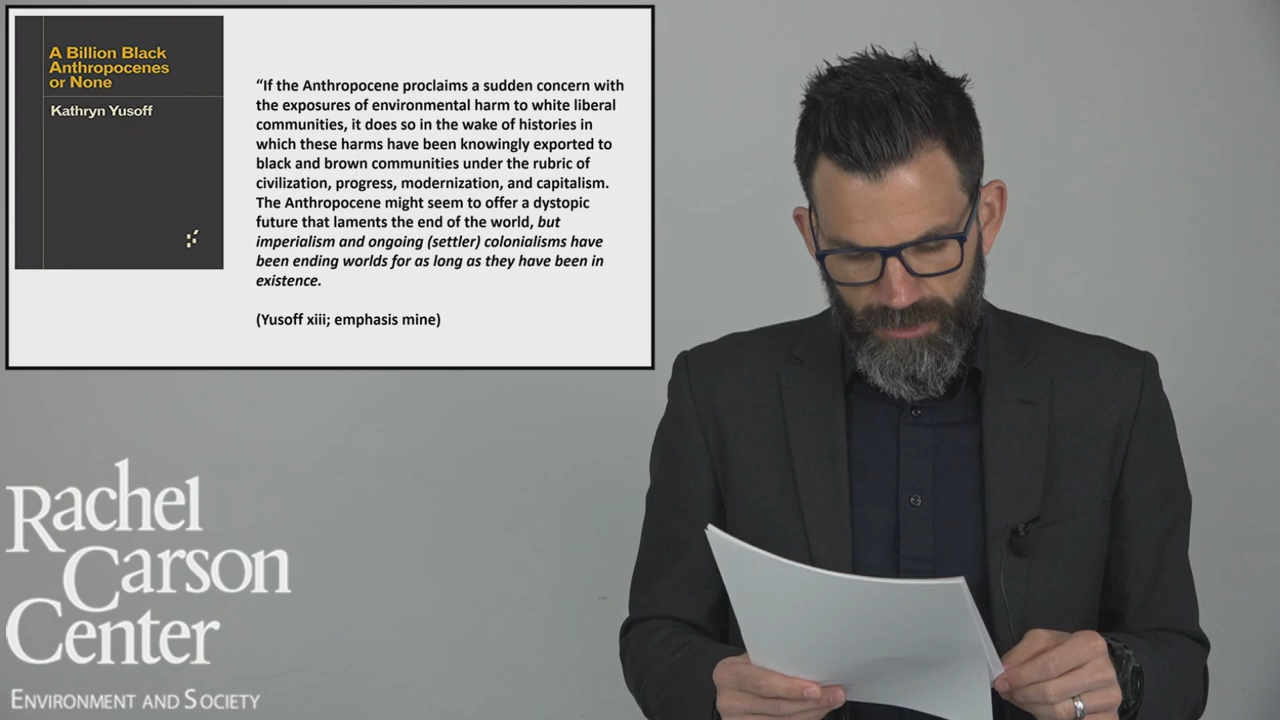 A Billion Black
Anthropocenes
or None
Kathryn Yusoff
“If the Anthropocene proclaims a sudden concern with
the exposures of environmental harm to white liberal
communities, it does so in the wake of histories in
which these harms have been knowingly exported to
black and brown communities under the rubric of
civilization, progress, modernization, and capitalism.
The Anthropocene might seem to offer a dystopic
future that laments the end of the world, but
imperialism and ongoing (settler) colonialisms have
been ending worlds for as long as they have been in
existence.
(Yusoff xiii; emphasis mine)
Rachel
Carson
Center
Environment and Society